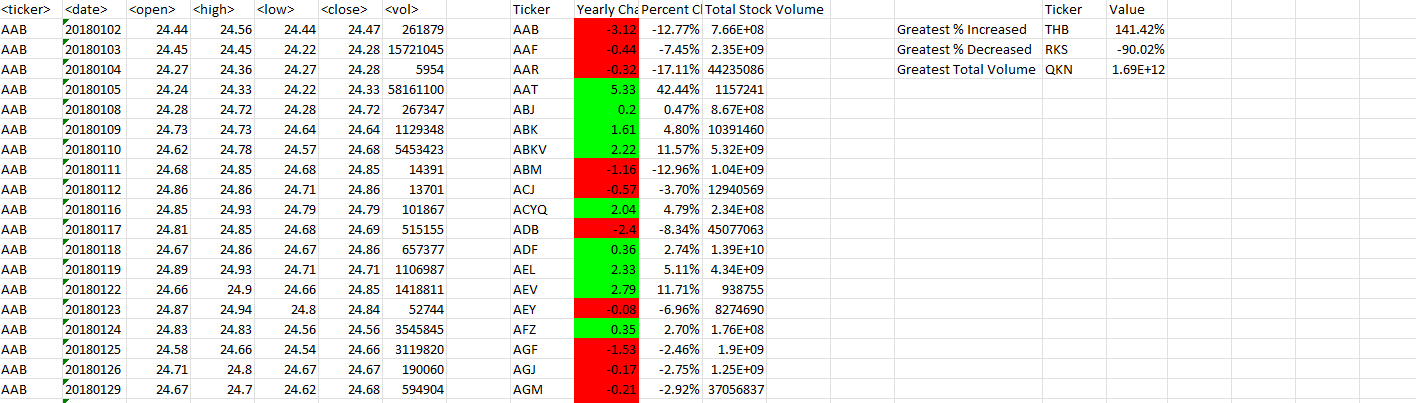 <ticker> <date> <open> <high> <low> <close> <vol> Ticker Yearly Cha Percent Cl Total Stock Volume Ticker Value
AAB 20180102 24.44 24.56 24.44 24.47 261879 AAB -3.12 -12.77% 7.66E+08 Greatest % Increased THB 141.42%
AAB 20180103 24.45 24.45 24.22 24.28 15721045 AAF -0.44 -7.45% 2.35E+09 Greatest % Decreased RKS -90.02%
AAB 20180104 24.27 24.36 24.27 24.28 5954 AAR -0.32 -17.11% 44235086 Greatest Total Volume QKN 1.69E+12
AAB 20180105 24.24 24.33 24.22 24.33 58161100 AAT 5.33 42.44% 1157241
AAB 20180108 24.28 24.72 24.28 24.72 267347 ABJ 0.2 0.47% 8.67E+08
AAB 20180109 24.73 24.73 24.64 24.64 1129348 ABK 1.61 4.80% 10391460
AAB 20180110 24.62 24.78 24.57 24.68 5453423 ABKV 2.22 11.57% 5.32E+09
AAB 20180111 24.68 24.85 24.68 24.85 14391 ABM -1.16 -12.96% 1.04E+09
AAB 20180112 24.86 24.86 24.71 24.86 13701 ACJ -0.57 -3.70% 12940569
AAB 20180116 24.85 24.93 24.79 24.79 101867 ACYQ 2.04 4.79% 2.34E+08
AAB 20180117 24.81 24.85 24.68 24.69 515155 ADB -2.4 -8.34% 45077063
AAB 20180118 24.67 24.86 24.67 24.86 657377 ADF 0.36 2.74% 1.39E+10
AAB 20180119 24.89 24.93 24.71 24.71 1106987 AEL 2.33 5.11% 4.34E+09
AAB 20180122 24.66 24.9 24.66 24.85 1418811 AEV 2.79 11.71% 938755
AAB 20180123 24.87 24.94 24.8 24.84 52744 AEY -0.08 -6.96% 8274690
AAB 20180124 24.83 24.83 24.56 24.56 3545845 AFZ 0.35 2.70% 1.76E+08
AAB 20180125 24.58 24.66 24.54 24.66 3119820 AGF -1.53 -2.46% 1.9E+09
AAB 20180126 24.71 24.8 24.67 24.67 190060 AGJ -0.17 -2.75% 1.25E+09
AAB 20180129 24.67 24.7 24.62 24.68 594904 AGM -0.21 -2.92% 37056837